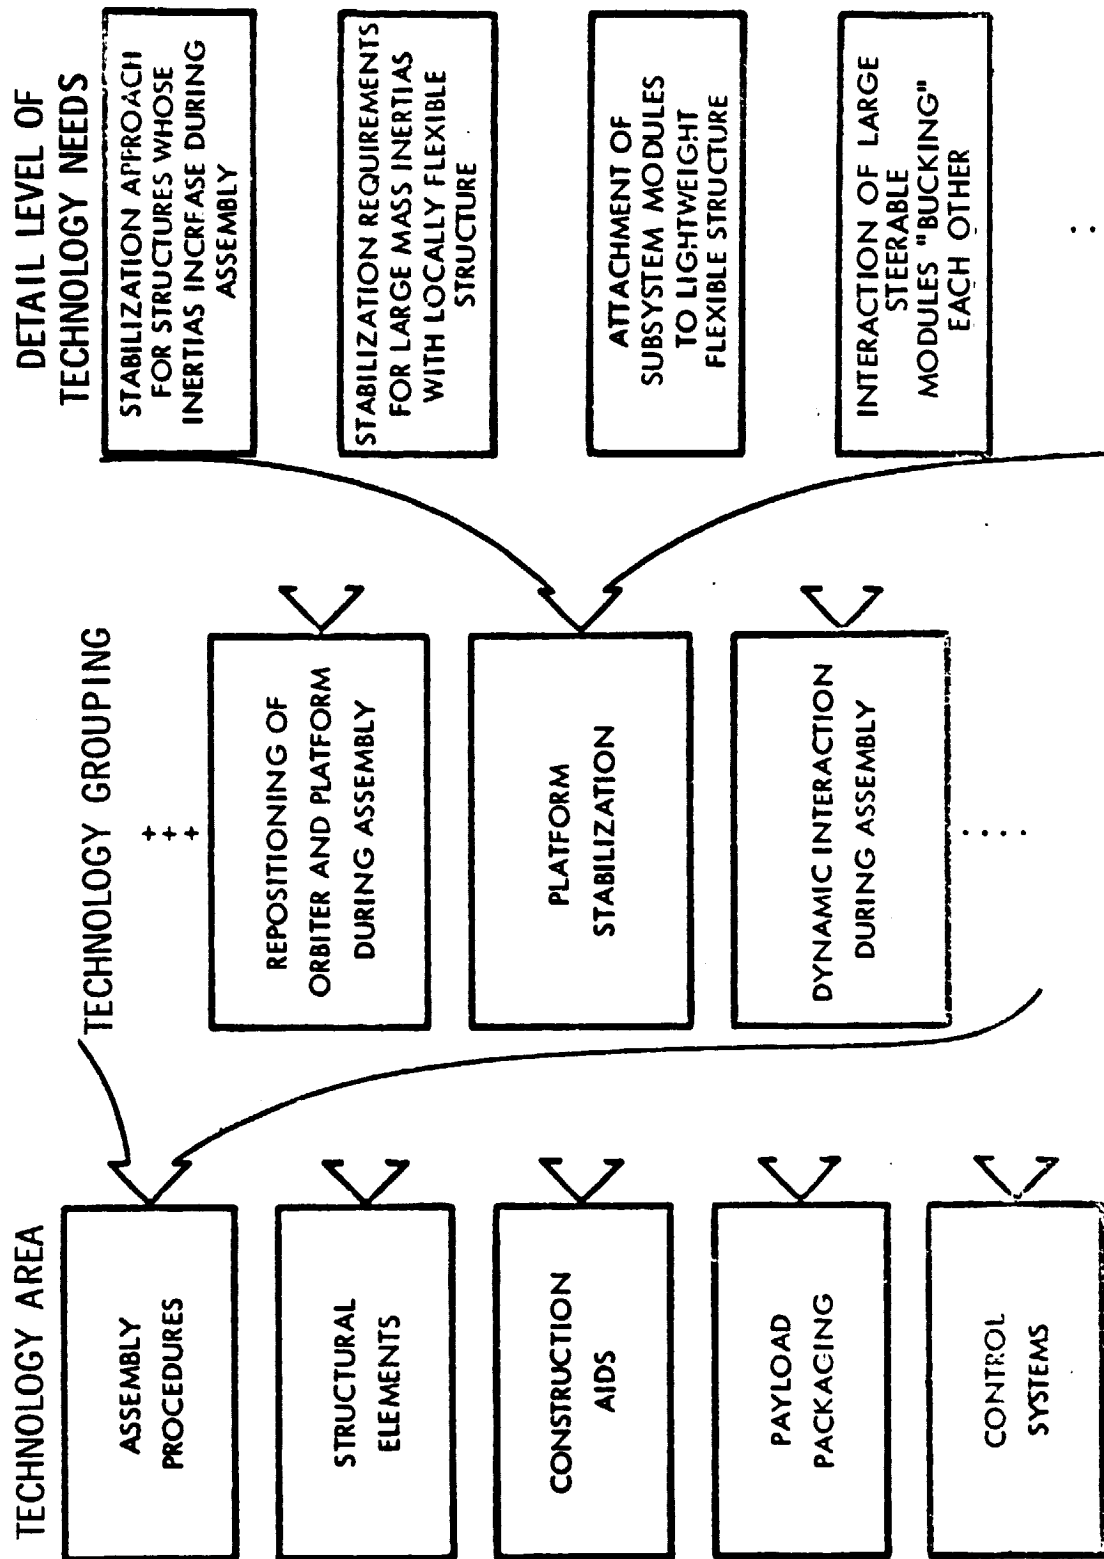 TECHNOLOGY AREA
ASSEMBLY
PROCEDURES
STRUCTURAL
ELEMENTS
CONSTRUCTION
AIDS
PAYLOAD
PACKAGING
CONTROL
SYSTEMS
TECHNOLOGY GROUPING
+++
REPOSITIONING OF
ORBITER AND PLATFORM
DURING ASSEMBLY
PLATFORM
STABILIZATION
DYNAMIC INTERACTION
DURING ASSEMBLY
....
DETAIL LEVEL OF
TECHNOLOGY NEEDS
STABILIZATION APPROACH
FOR STRUCTURES WHOSE
INERTIAS INCREASE DURING
ASSEMBLY
STABILIZATION REQUIREMENTS
FOR LARGE MASS INERTIAS
WITH LOCALLY FLEXIBLE
STRUCTURE
ATTACHMENT OF
SUBSYSTEM MODULES
TO LIGHTWEIGHT
FLEXIBLE STRUCTURE
INTERACTION OF LARGE
STEERABLE
MODULES "BUCKING"
EACH OTHER
..